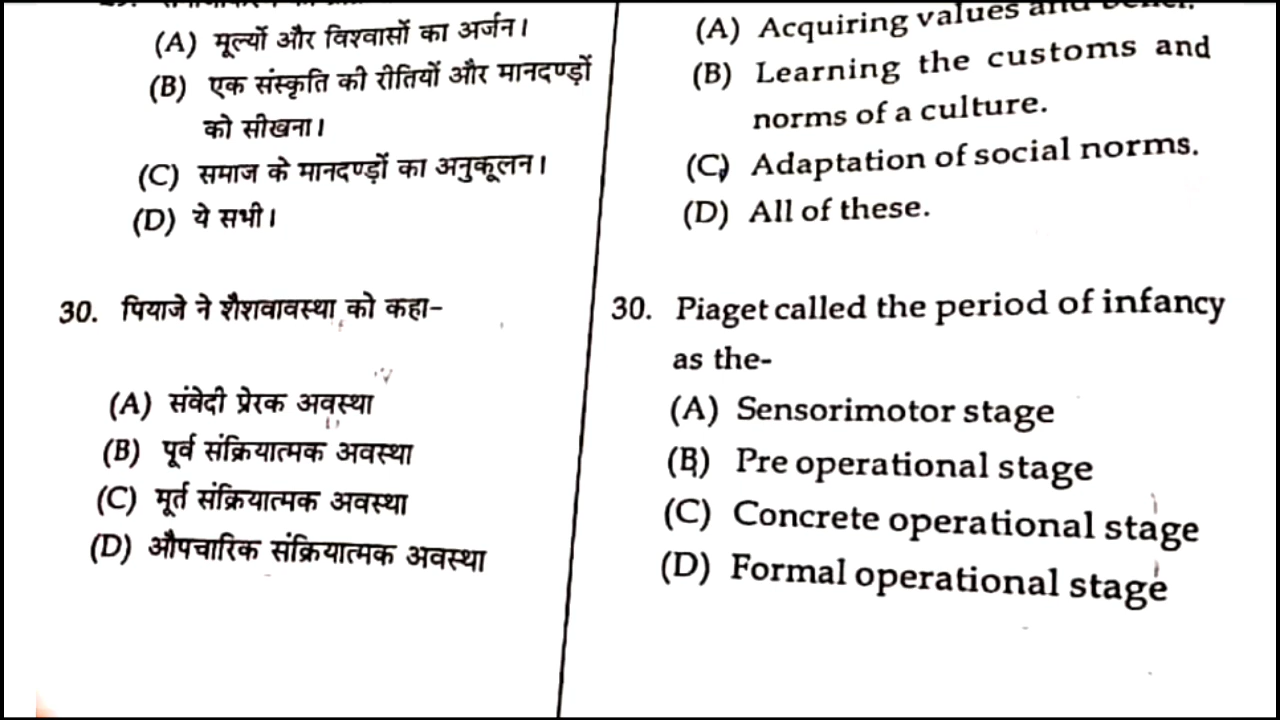 (A) मूल्यों और विश्वासों का अर्जन।
(B) एक संस्कृति की रीतियों और मानदण्ड़ों
को सीखना।
(C) समाज के मानदण्ड़ों का अनुकूलन।
(D) ये सभी।
30. पियाजे ने शैशवावस्था को कहा-
(A) संवेदी प्रेरक अवस्था
(B) पूर्व संक्रियात्मक अवस्था
(C) मूर्त संक्रियात्मक अवस्था
(D) औपचारिक संक्रियात्मक अवस्था
(A) Acquiring values and
(B) Learning the customs and
norms of a culture.
(C) Adaptation of social norms.
(D) All of these.
30. Piaget called the period of infancy
as the-
(A) Sensorimotor stage
(B) Pre operational stage
(C) Concrete operational stage
(D) Formal operational stage